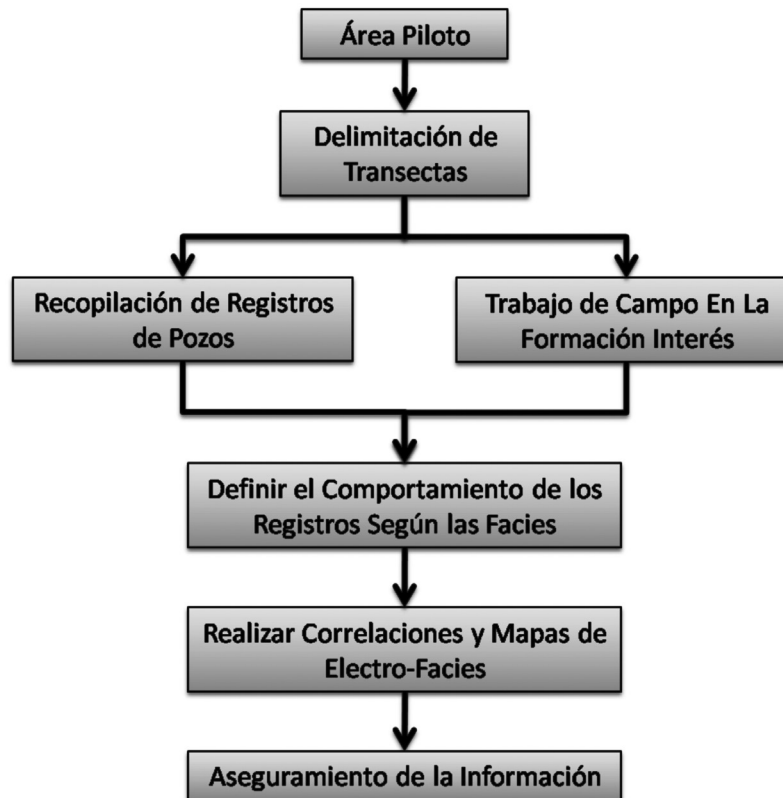 Área Piloto
Delimitación de
Transectas
Recopilación de Registros
de Pozos
Trabajo de Campo En La
Formación Interés
Definir el Comportamiento de los
Registros Según las Facies
Realizar Correlaciones y Mapas de
Electro-Facies
Aseguramiento de la Información